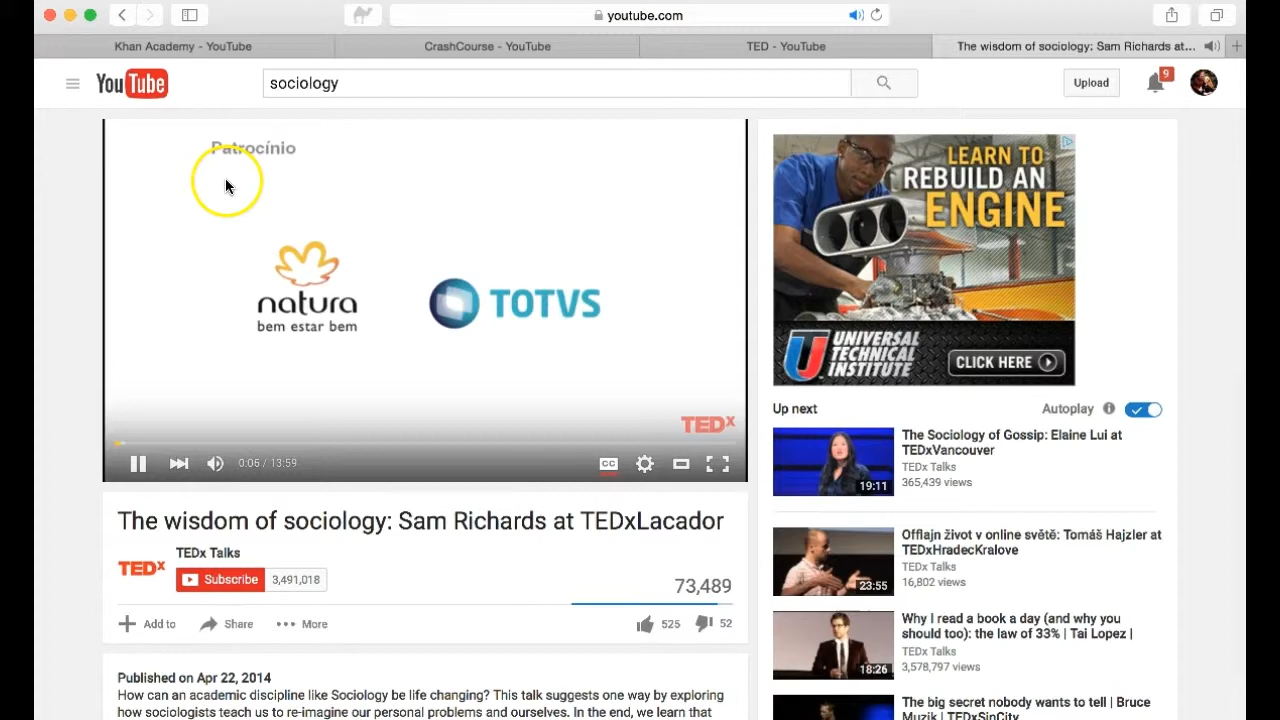 youtube.com
Khan Academy - YouTube
CrashCourse - YouTube
TED - YouTube
The wisdom of sociology: Sam Richards at...
YouTube
sociology
Upload
9
Patrocínio
natura
bem estar bem
TOTVS
TEDx
0:05 / 13:59
CC
LEARN TO
REBUILD AN
ENGINE
UNIVERSAL
TECHNICAL
INSTITUTE
CLICK HERE
Up next
Autoplay
The Sociology of Gossip: Elaine Lui at
TEDxVancouver
TEDx Talks
365,439 views
19:11
Offlajn život v online světě: Tomáš Hajzler at
TEDxHradecKralove
TEDx Talks
16,802 views
23:55
Why I read a book a day (and why you
should too): the law of 33% | Tai Lopez |
TEDx Talks
3,578,797 views
18:26
The big secret nobody wants to tell | Bruce
Muzik | TEDxSinCity
The wisdom of sociology: Sam Richards at TEDxLacador
TEDx
TEDx Talks
Subscribe
3,491,018
73,489
Add to
Share
More
525
52
Published on Apr 22, 2014
How can an academic discipline like Sociology be life changing? This talk suggests one way by exploring
how sociologists teach us to re-imagine our personal problems and ourselves. In the end, we learn that